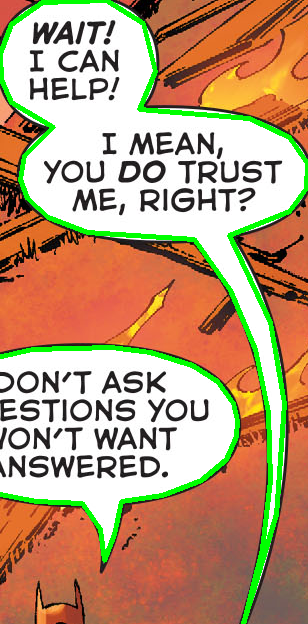 WAIT!
I CAN
HELP!
I MEAN,
YOU DO TRUST
ME, RIGHT?
DON'T ASK
ESTIONS YOU
WON'T WANT
ANSWERED.